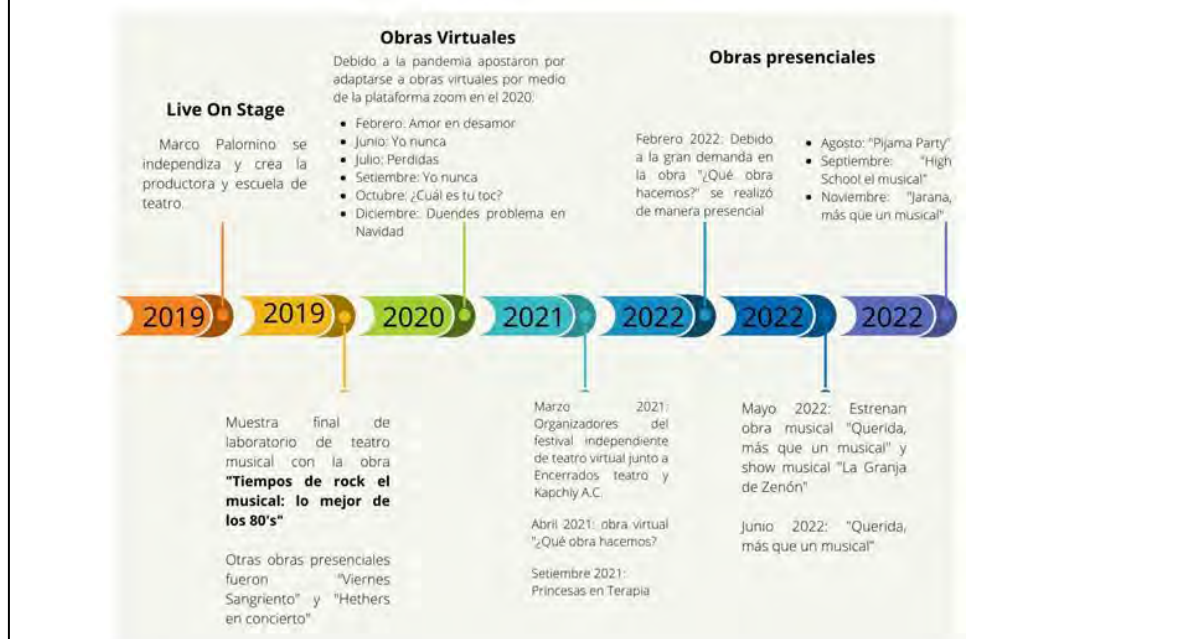 Live On Stage
Marco Palomino se
independiza y crea la
productora y escuela de
teatro.
Obras Virtuales
Debido a la pandemia apostaron por
adaptarse a obras virtuales por medio
de la plataforma zoom en el 2020:
• Febrero: Amor en desamor
• Junio: Yo nunca
• Julio: Perdidas
• Setiembre: Yo nunca
• Octubre: ¿Cuál es tu toc?
• Diciembre: Duendes problema en
Navidad
Obras presenciales
Febrero 2022: Debido
a la gran demanda en
la obra "¿Qué obra
hacemos?" se realizó
de manera presencial
• Agosto: "Pijama Party"
• Septiembre: "High
School el musical"
• Noviembre: "Jarana,
más que un musical"
2019
2019
2020
2021
2022
2022
2022
Muestra final de
laboratorio de teatro
musical con la obra
"Tiempos de rock el
musical: lo mejor de
los 80's"
Otras obras presenciales
fueron "Viernes
Sangriento" y "Hethers
en concierto"
Marzo 2021:
Organizadores del
festival independiente
de teatro virtual junto a
Encerrados teatro y
Kapchiy A.C.
Abril 2021: obra virtual
"¿Qué obra hacemos?
Setiembre 2021:
Princesas en Terapia
Mayo 2022: Estrenan
obra musical "Querida,
más que un musical" y
show musical "La Granja
de Zenón"
Junio 2022: "Querida,
más que un musical"